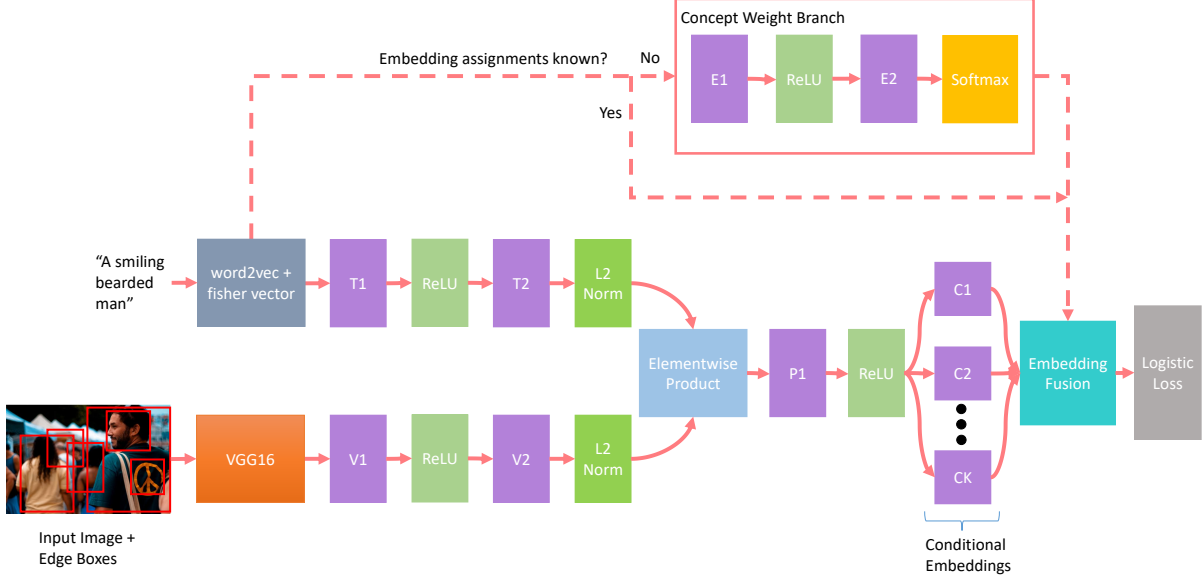 Concept Weight Branch
Embedding assignments known?
No
Yes
E1
ReLU
E2
Softmax
“A smiling
bearded
man”
word2vec +
fisher vector
T1
ReLU
T2
L2
Norm
Elementwise
Product
P1
ReLU
C1
C2
CK
Embedding
Fusion
Logistic
Loss
VGG16
V1
ReLU
V2
L2
Norm
Input Image +
Edge Boxes
Conditional
Embeddings